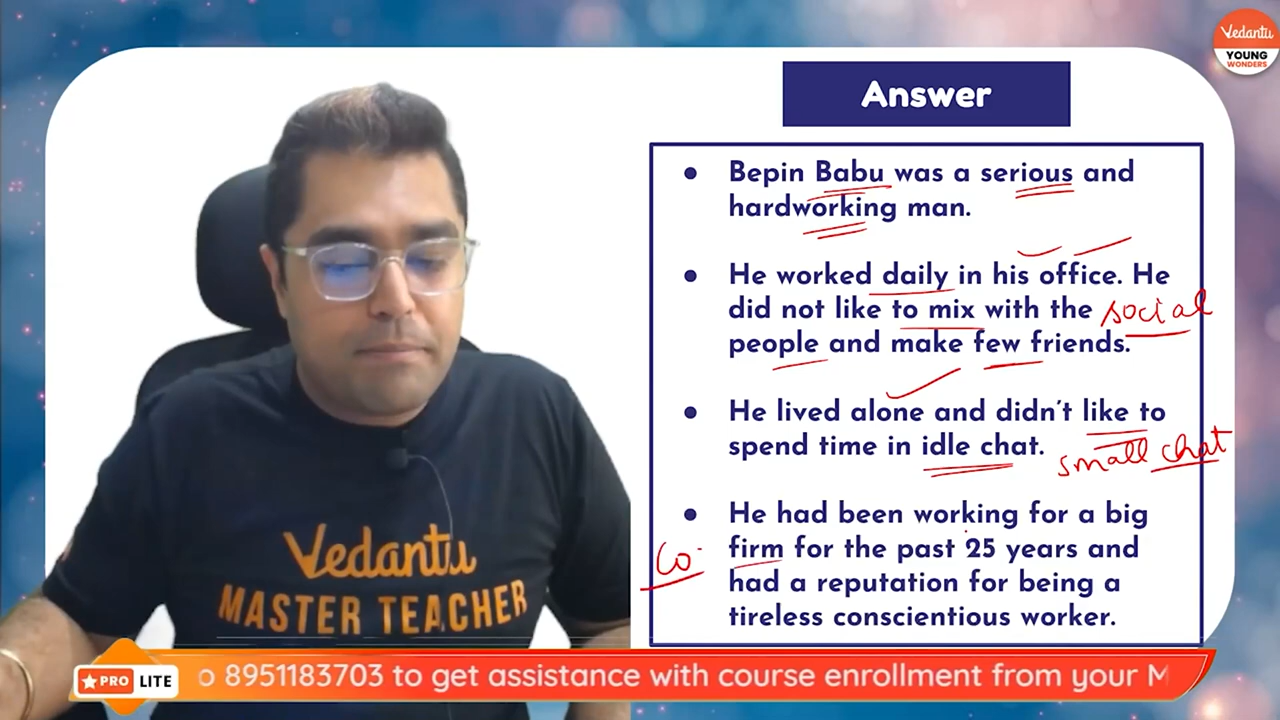 Vedantu
YOUNG
WONDERS
Answer
• Bepin Babu was a serious and
hardworking man.
• He worked daily in his office. He
did not like to mix with the social
people and make few friends.
• He lived alone and didn't like to
spend time in idle chat. small chat
• He had been working for a big
Co. firm for the past 25 years and
had a reputation for being a
tireless conscientious worker.
Vedantu
MASTER TEACHER
PRO LITE
o 8951183703 to get assistance with course enrollment from your M